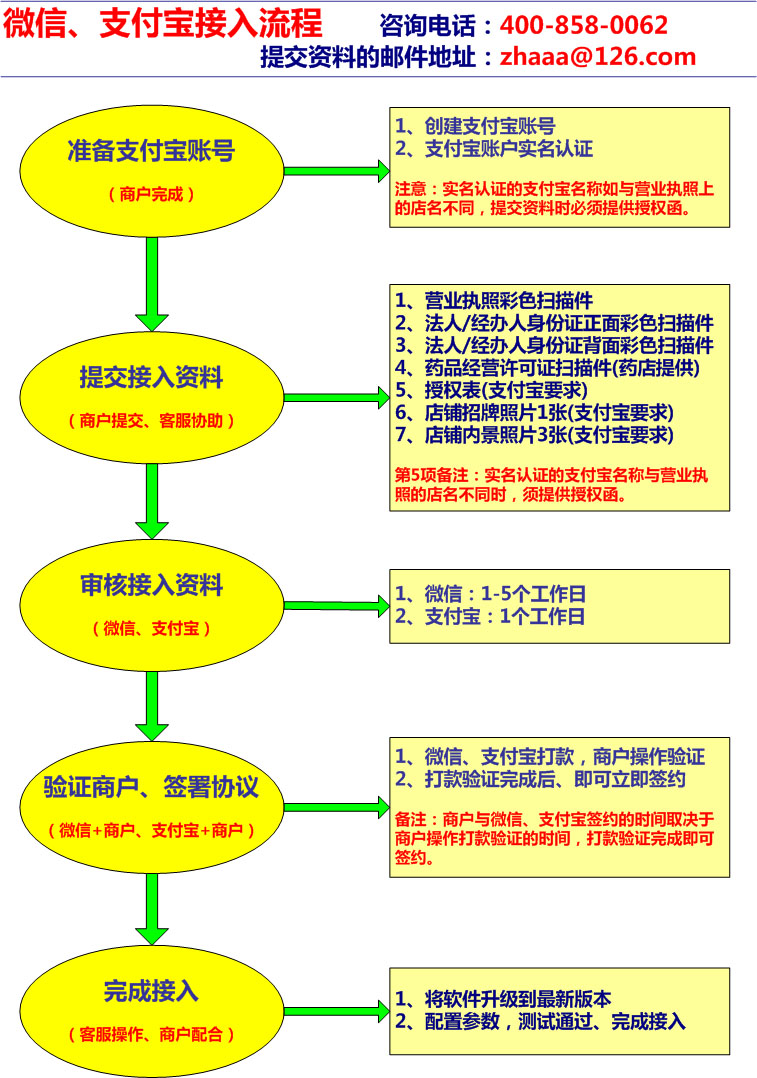 微信、支付宝接入流程
咨询电话：400-858-0062
提交资料的邮件地址：zhaaa@126.com
准备支付宝账号
（商户完成）
1、创建支付宝账号
2、支付宝账户实名认证
注意：实名认证的支付宝名称如与营业执照上
的店名不同，提交资料时必须提供授权函。
提交接入资料
（商户提交、客服协助）
1、营业执照彩色扫描件
2、法人/经办人身份证正面彩色扫描件
3、法人/经办人身份证背面彩色扫描件
4、药品经营许可证扫描件(药店提供)
5、授权表(支付宝要求)
6、店铺招牌照片1张(支付宝要求)
7、店铺内景照片3张(支付宝要求)
第5项备注：实名认证的支付宝名称与营业执
照的店名不同时，须提供授权函。
审核接入资料
（微信、支付宝）
1、微信：1-5个工作日
2、支付宝：1个工作日
验证商户、签署协议
（微信+商户、支付宝+商户）
1、微信、支付宝打款，商户操作验证
2、打款验证完成后、即可立即签约
备注：商户与微信、支付宝签约的时间取决于
商户操作打款验证的时间，打款验证完成即可
签约。
完成接入
（客服操作、商户配合）
1、将软件升级到最新版本
2、配置参数，测试通过、完成接入